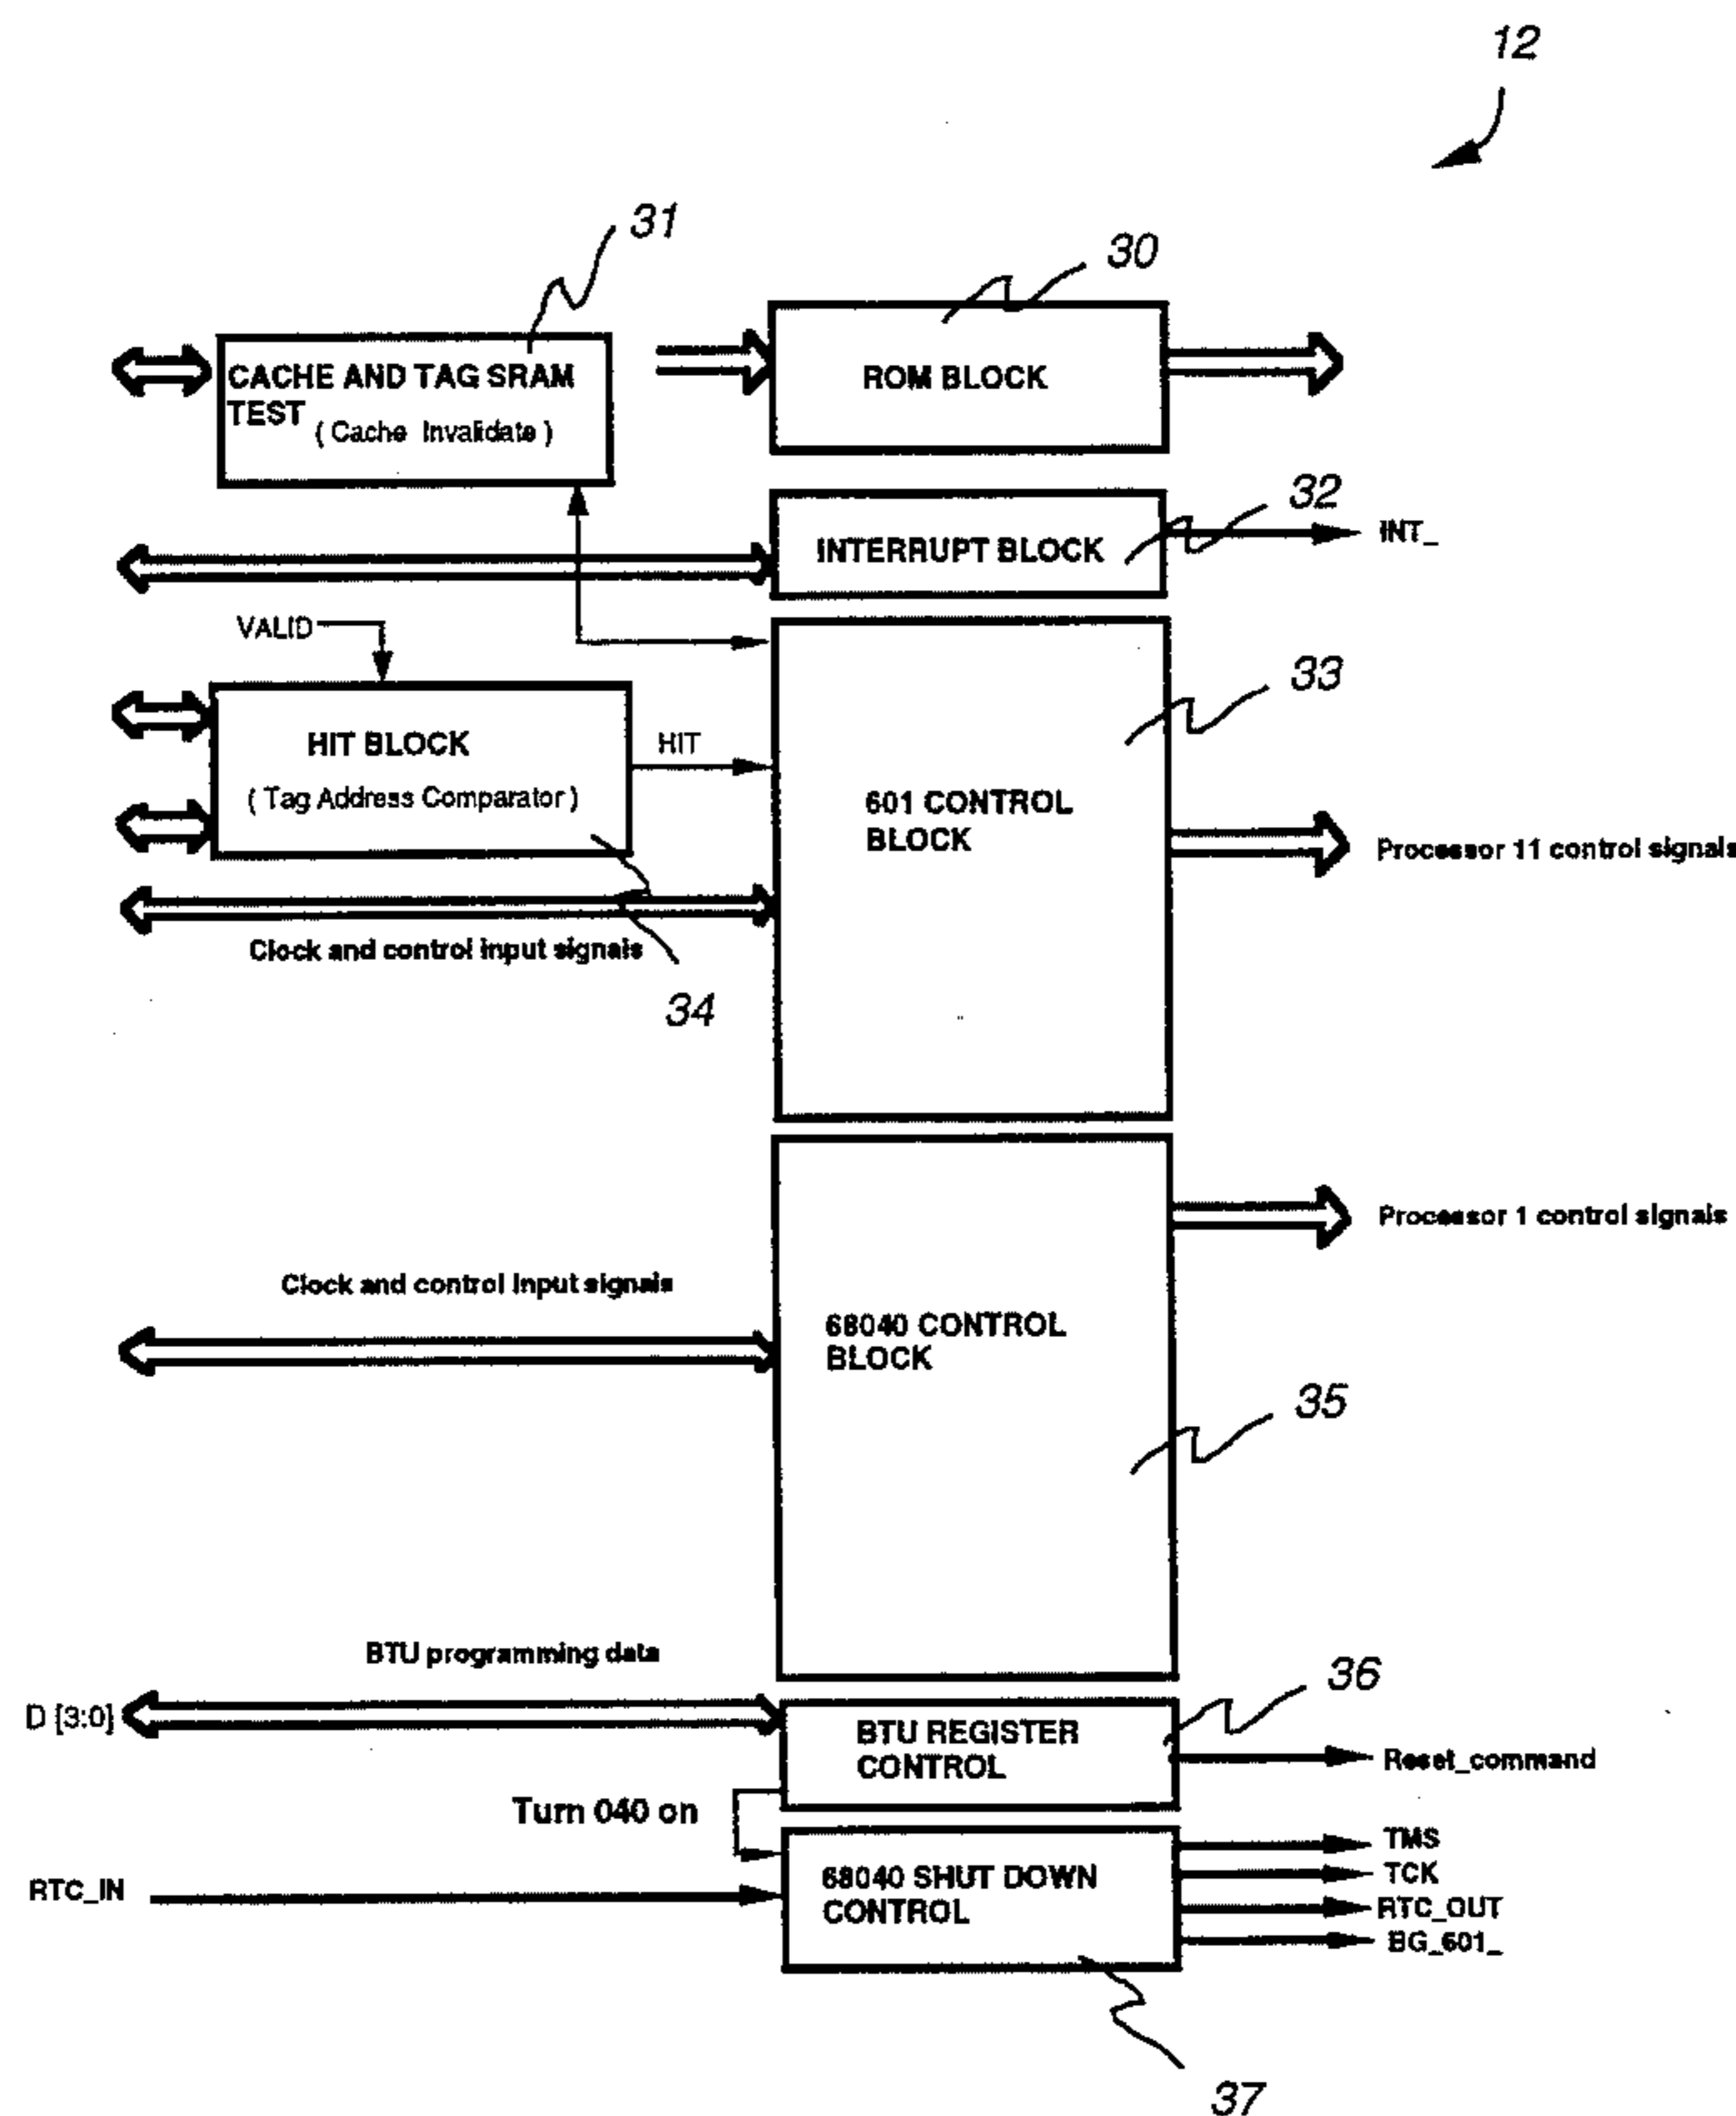 12
31
30
CACHE AND TAG SRAM
TEST
( Cache Invalidate )
ROM BLOCK
32
INTERRUPT BLOCK
INT_
VALID
33
HIT BLOCK
( Tag Address Comparator )
HIT
601 CONTROL
BLOCK
Processor 11 control signals
Clock and control input signals
34
Processor 1 control signals
Clock and control input signals
68040 CONTROL
BLOCK
35
BTU programming data
36
D [3:0]
BTU REGISTER
CONTROL
Reset_command
Turn 040 on
TMS
68040 SHUT DOWN
CONTROL
TCK
RTC_IN
RTC_OUT
BG_601_
37